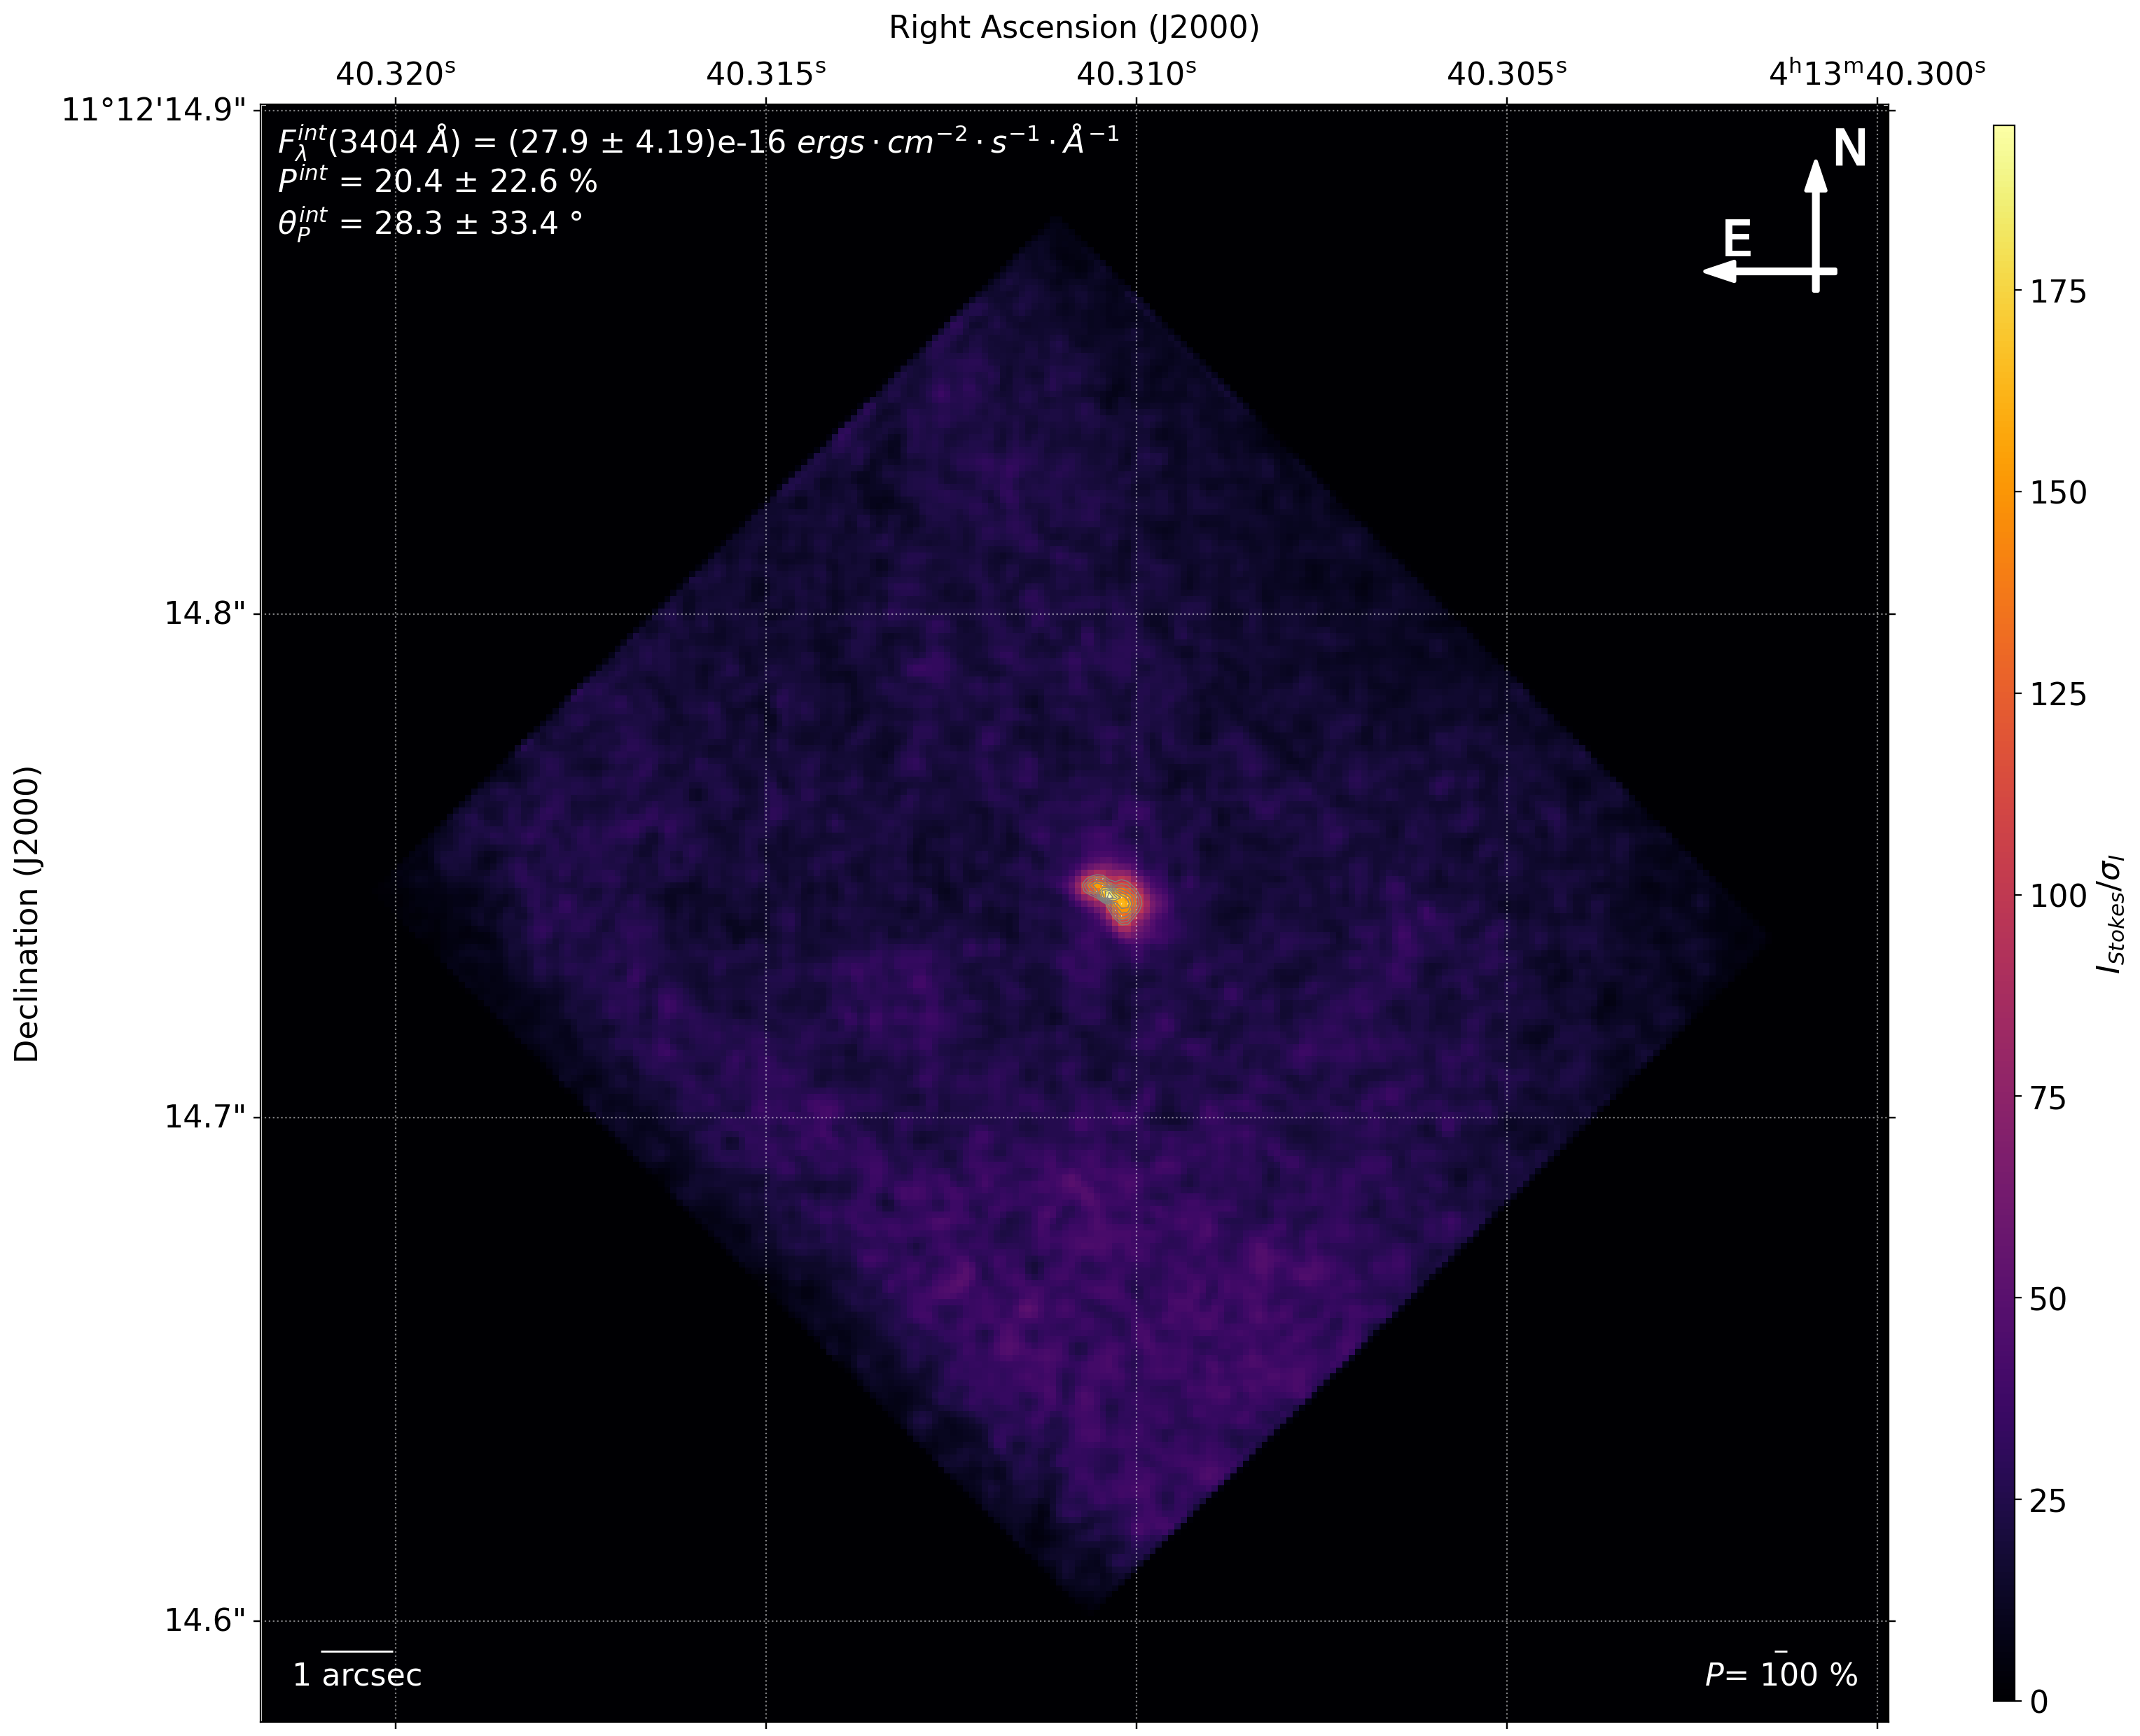 Right Ascension (J2000)
40.320ˢ 40.315ˢ 40.310ˢ 40.305ˢ 4ʰ13ᵐ40.300ˢ
11°12'14.9"
14.8"
14.7"
14.6"
Declination (J2000)
F_λ^int(3404 Å) = (27.9 ± 4.19)e-16 ergs · cm⁻² · s⁻¹ · Å⁻¹
P^int = 20.4 ± 22.6 %
θ_P^int = 28.3 ± 33.4 °
N
E
1 arcsec
P= 100 %
175
150
125
100
75
50
25
0
I_Stokes/σ_I